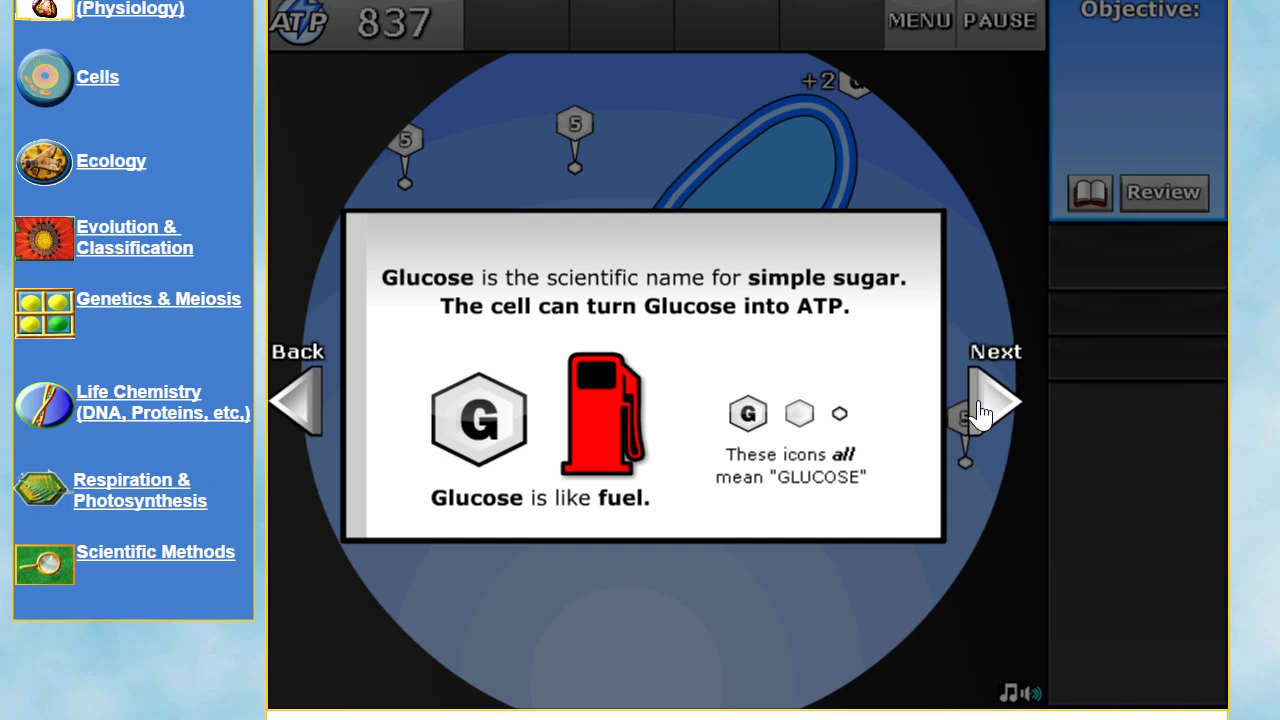 (Physiology)
Cells
Ecology
Evolution &
Classification
Genetics & Meiosis
Life Chemistry
(DNA, Proteins, etc,)
Respiration &
Photosynthesis
Scientific Methods
ATP 837
MENU PAUSE
Objective:
Review
+2 G
5
5
Glucose is the scientific name for simple sugar.
The cell can turn Glucose into ATP.
Back
Next
G
G
5
These icons all
mean "GLUCOSE"
Glucose is like fuel.